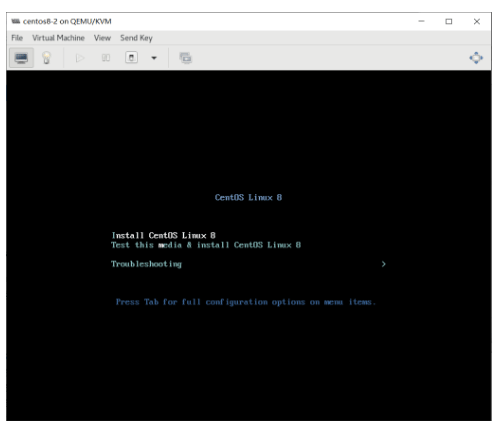 centos8-2 on QEMU/KVM
File Virtual Machine View Send Key
CentOS Linux 8
Install CentOS Linux 8
Test this media & install CentOS Linux 8
Troubleshooting >
Press Tab for full configuration options on menu items.